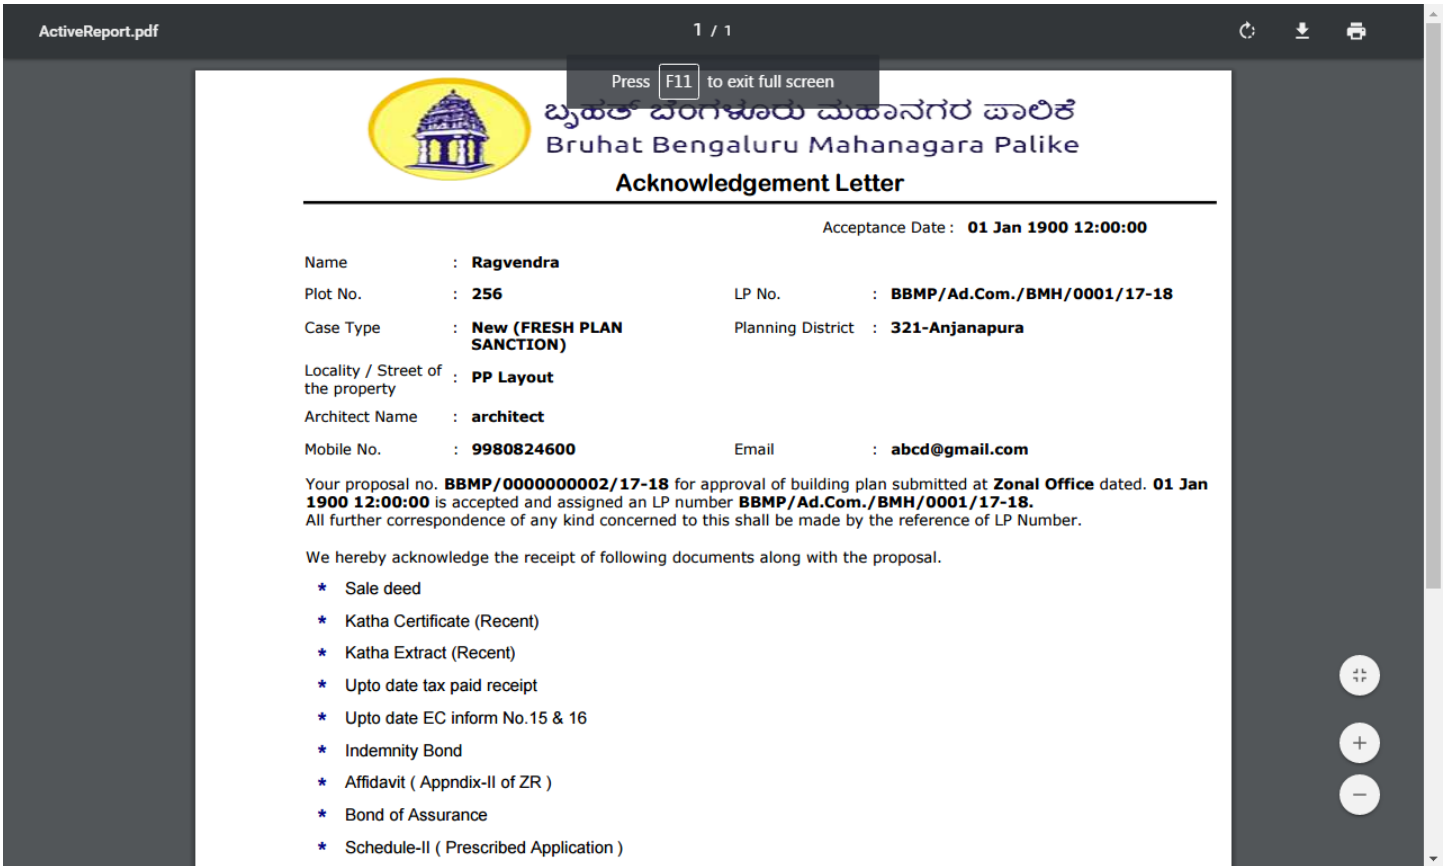 ActiveReport.pdf
1 / 1
Press F11 to exit full screen
ಬೃಹತ್ ಬೆಂಗಳೂರು ಮಹಾನಗರ ಪಾಲಿಕೆ
Bruhat Bengaluru Mahanagara Palike
Acknowledgement Letter
Acceptance Date : 01 Jan 1900 12:00:00
Name : Ragvendra
Plot No. : 256 LP No. : BBMP/Ad.Com./BMH/0001/17-18
Case Type : New (FRESH PLAN Planning District : 321-Anjanapura
SANCTION)
Locality / Street of
the property : PP Layout
Architect Name : architect
Mobile No. : 9980824600 Email : abcd@gmail.com
Your proposal no. BBMP/0000000002/17-18 for approval of building plan submitted at Zonal Office dated. 01 Jan
1900 12:00:00 is accepted and assigned an LP number BBMP/Ad.Com./BMH/0001/17-18.
All further correspondence of any kind concerned to this shall be made by the reference of LP Number.
We hereby acknowledge the receipt of following documents along with the proposal.
* Sale deed
* Katha Certificate (Recent)
* Katha Extract (Recent)
* Upto date tax paid receipt
* Upto date EC inform No.15 & 16
* Indemnity Bond
* Affidavit ( Appndix-II of ZR )
* Bond of Assurance
* Schedule-II ( Prescribed Application )